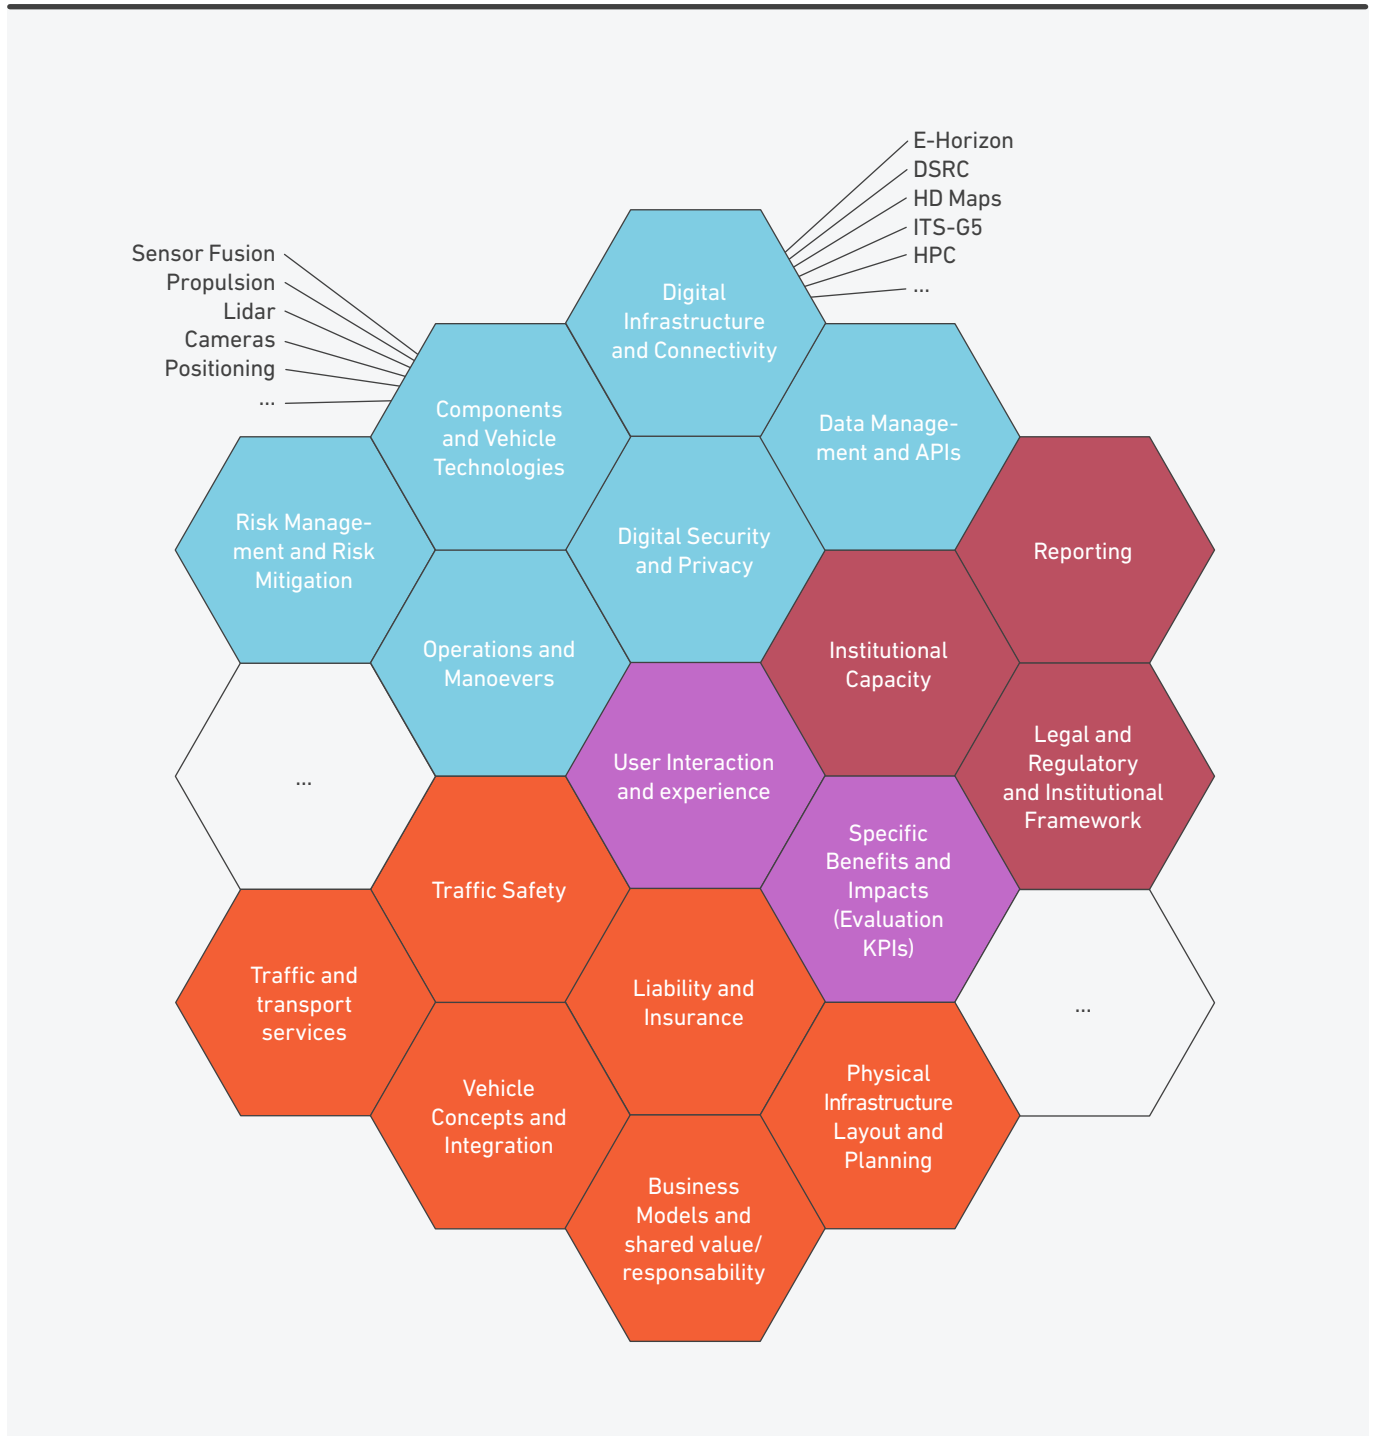 E-Horizon
DSRC
HD Maps
ITS-G5
HPC
...
Sensor Fusion
Propulsion
Lidar
Cameras
Positioning
...
Digital
Infrastructure
and Connectivity
Components
and Vehicle
Technologies
Data Manage-
ment and APIs
Risk Manage-
ment and Risk
Mitigation
Digital Security
and Privacy
Reporting
Operations and
Manoevers
Institutional
Capacity
...
User Interaction
and experience
Legal and
Regulatory
and Institutional
Framework
Traffic Safety
Specific
Benefits and
Impacts
(Evaluation
KPIs)
Traffic and
transport
services
Liability and
Insurance
...
Vehicle
Concepts and
Integration
Physical
Infrastructure
Layout and
Planning
Business
Models and
shared value/
responsability